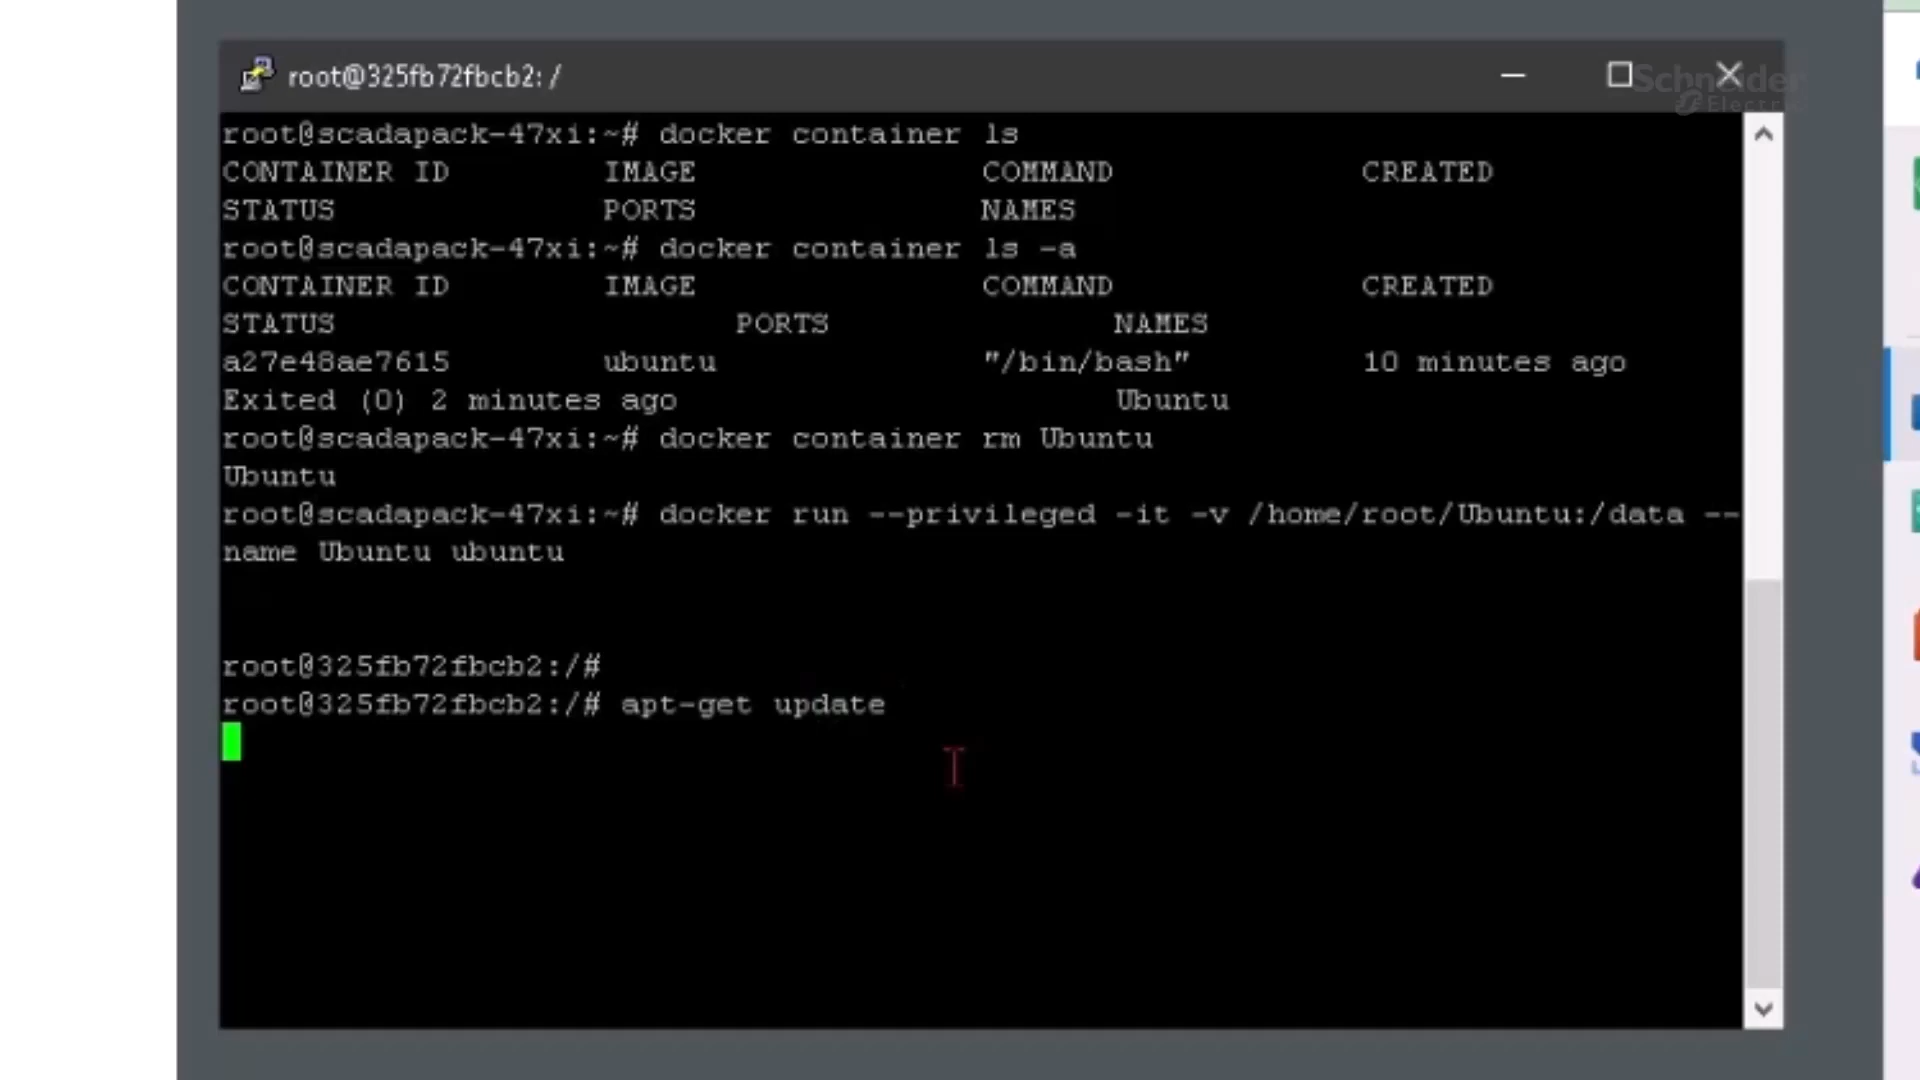 root@325fb72fbcb2: /
Schneider
Electric
root@scadapack-47xi:~# docker container ls
CONTAINER ID IMAGE COMMAND CREATED
STATUS PORTS NAMES
root@scadapack-47xi:~# docker container ls -a
CONTAINER ID IMAGE COMMAND CREATED
STATUS PORTS NAMES
a27e48ae7615 ubuntu "/bin/bash" 10 minutes ago
Exited (0) 2 minutes ago Ubuntu
root@scadapack-47xi:~# docker container rm Ubuntu
Ubuntu
root@scadapack-47xi:~# docker run --privileged -it -v /home/root/Ubuntu:/data --
name Ubuntu ubuntu
root@325fb72fbcb2:/#
root@325fb72fbcb2:/# apt-get update